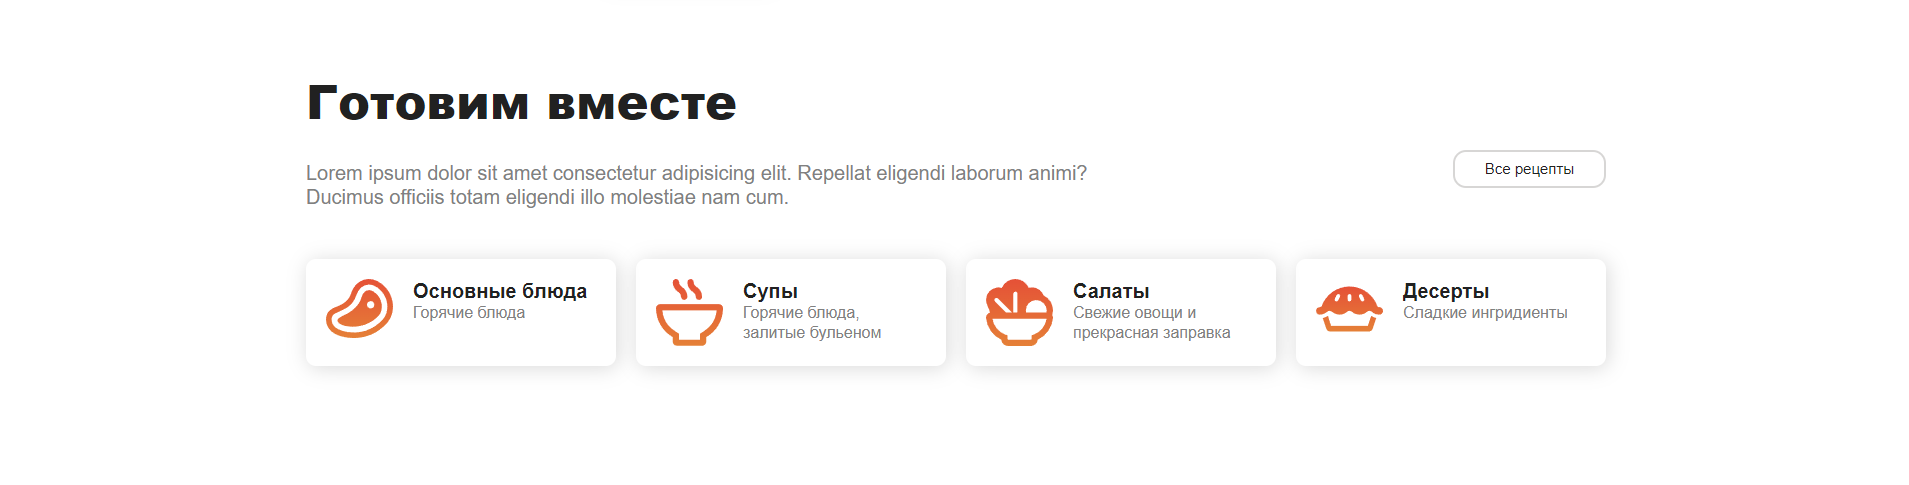 Готовим вместе
Lorem ipsum dolor sit amet consectetur adipisicing elit. Repellat eligendi laborum animi?
Ducimus officiis totam eligendi illo molestiae nam cum.
Все рецепты
Основные блюда
Горячие блюда
Супы
Горячие блюда,
залитые бульеном
Салаты
Свежие овощи и
прекрасная заправка
Десерты
Сладкие ингридиенты